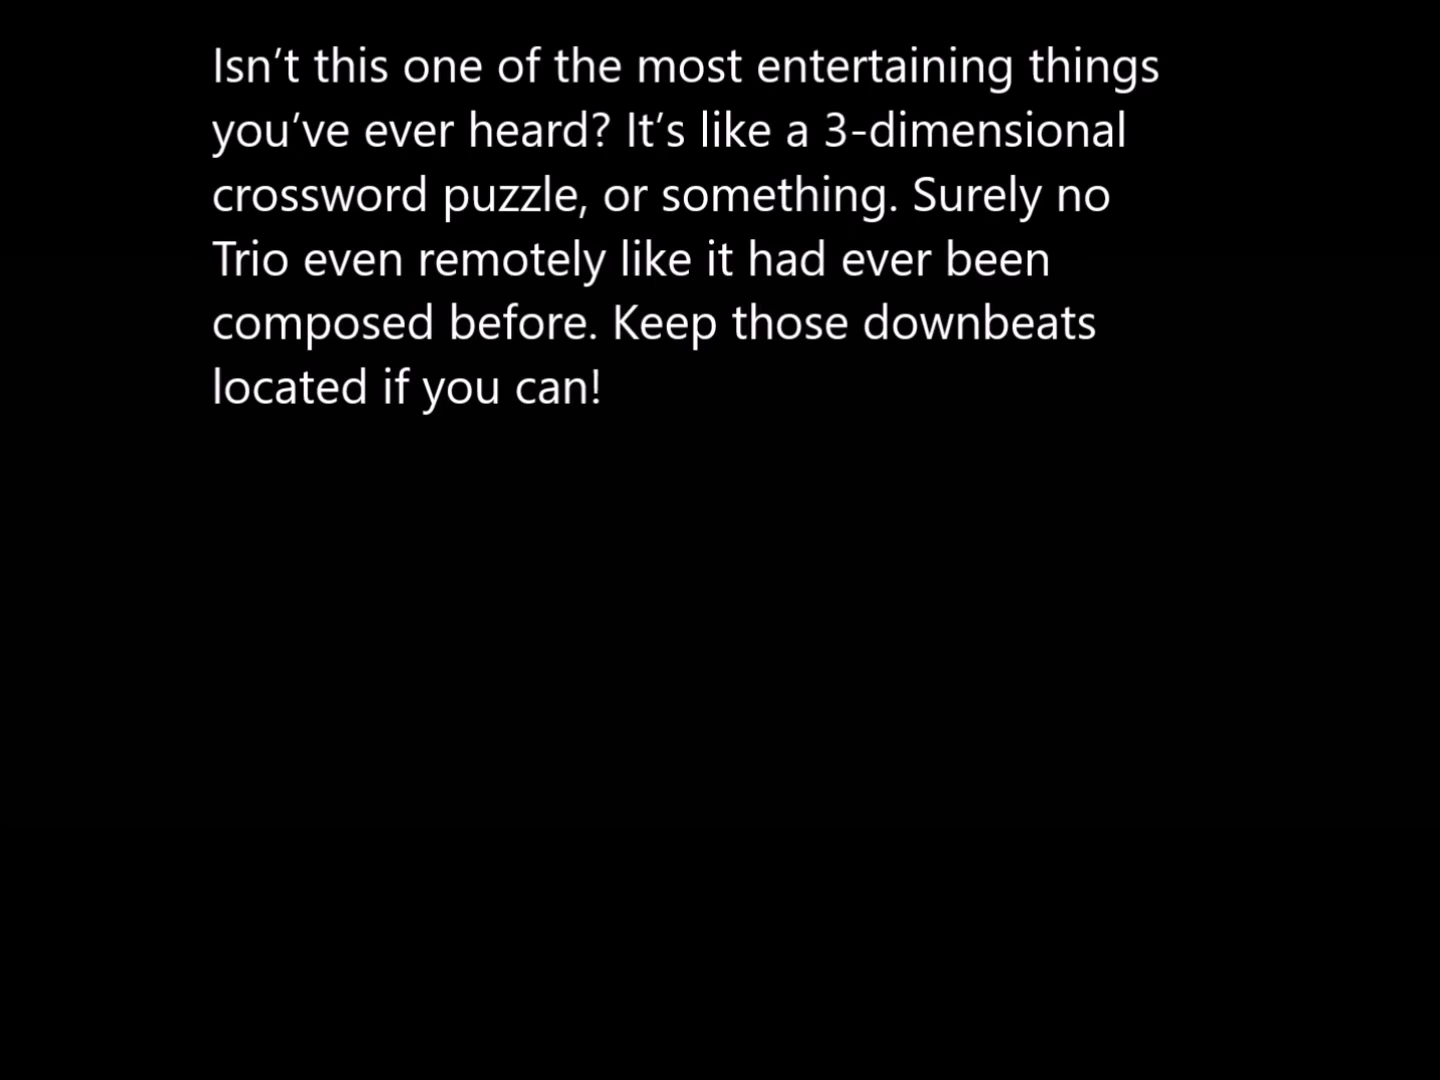 Isn’t this one of the most entertaining things
you’ve ever heard? It’s like a 3-dimensional
crossword puzzle, or something. Surely no
Trio even remotely like it had ever been
composed before. Keep those downbeats
located if you can!